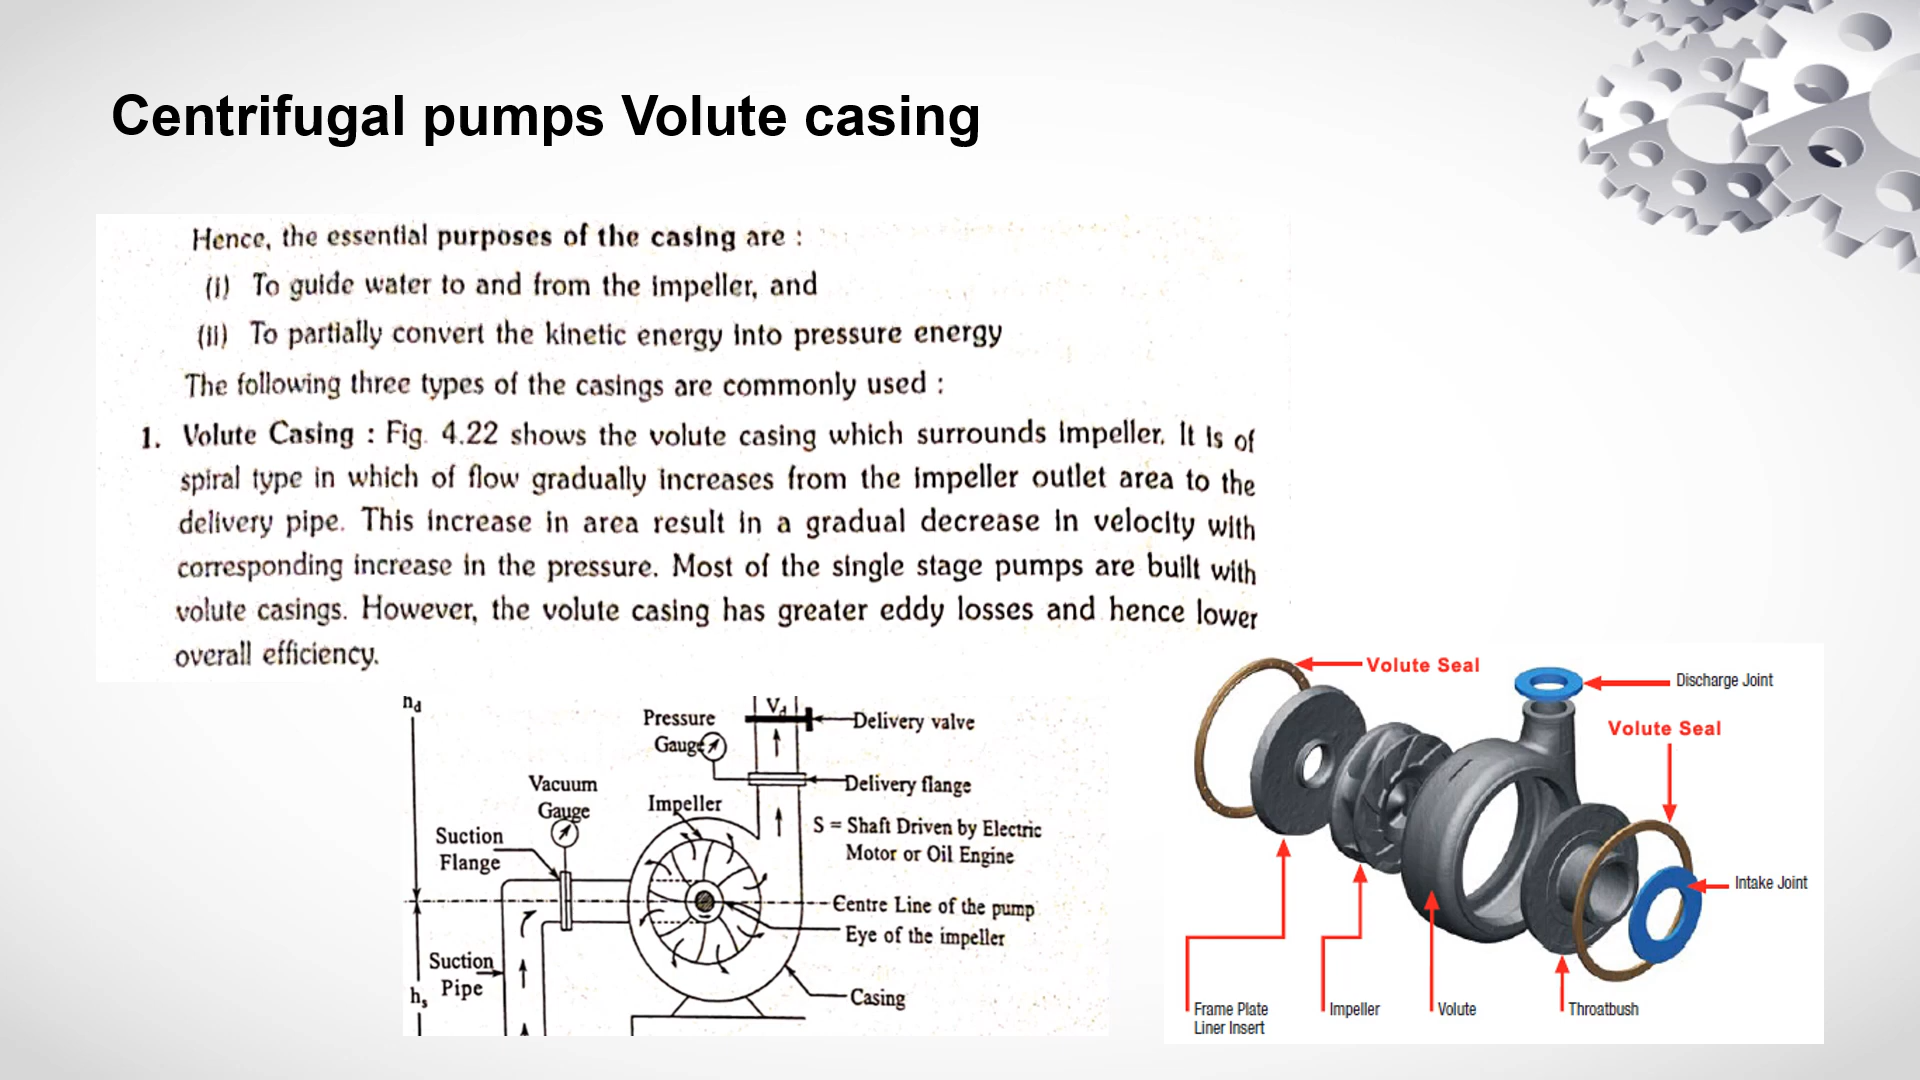 Centrifugal pumps Volute casing
Hence, the essential purposes of the casing are :
(i) To guide water to and from the impeller, and
(ii) To partially convert the kinetic energy into pressure energy
The following three types of the casings are commonly used :
1. Volute Casing : Fig. 4.22 shows the volute casing which surrounds impeller. It is of
spiral type in which of flow gradually increases from the impeller outlet area to the
delivery pipe. This increase in area result in a gradual decrease in velocity with
corresponding increase in the pressure. Most of the single stage pumps are built with
volute casings. However, the volute casing has greater eddy losses and hence lower
overall efficiency.
hd
Pressure
Gauge
Vd
Delivery valve
Vacuum
Gauge
Delivery flange
Impeller
Suction
Flange
S = Shaft Driven by Electric
Motor or Oil Engine
Centre Line of the pump
Eye of the impeller
Suction
Pipe
hs
Casing
Volute Seal
Discharge Joint
Volute Seal
Intake Joint
Frame Plate
Liner Insert
Impeller
Volute
Throatbush